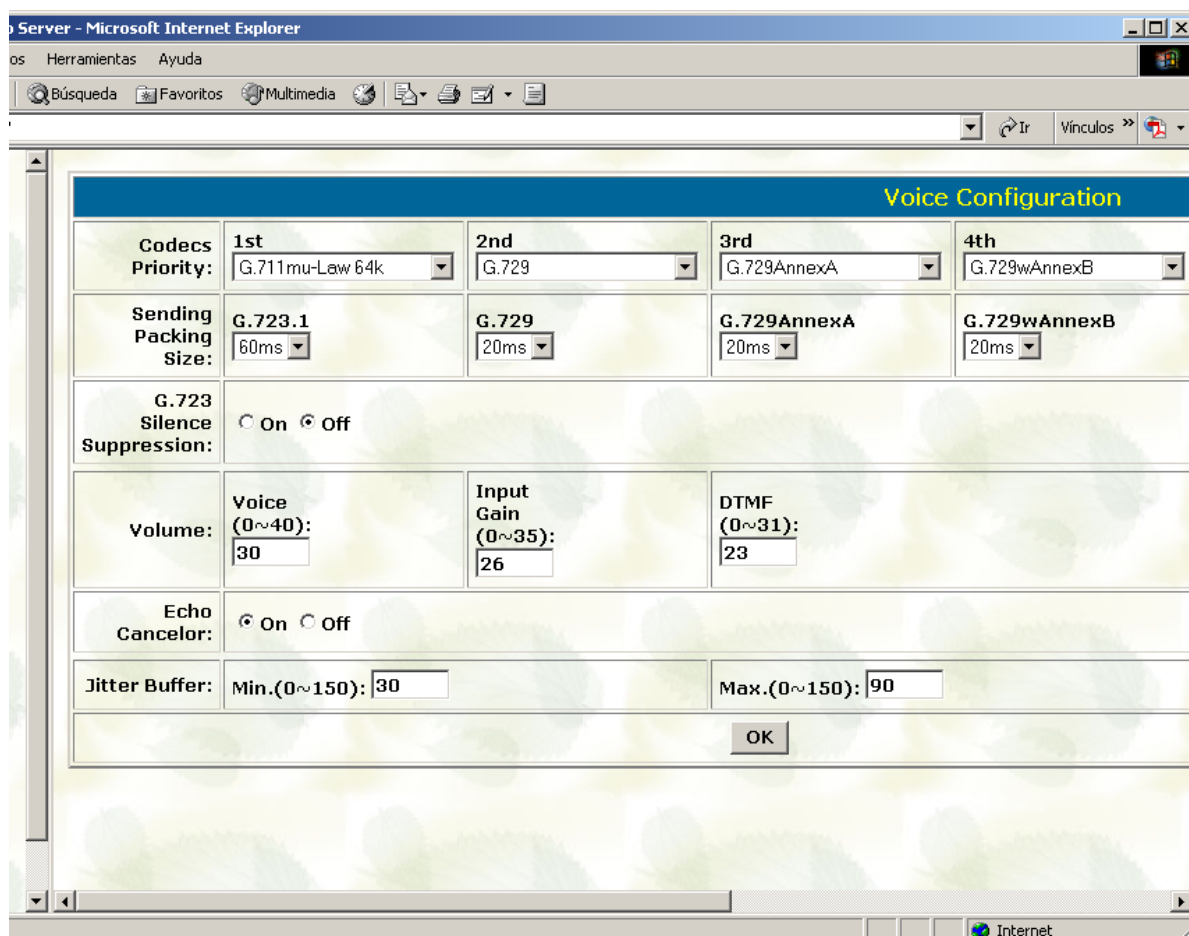 o Server - Microsoft Internet Explorer
os Herramientas Ayuda
Búsqueda Favoritos Multimedia
Ir Vínculos »
Voice Configuration
Codecs Priority:
1st 2nd 3rd 4th
G.711mu-Law 64k G.729 G.729AnnexA G.729wAnnexB
Sending Packing Size:
G.723.1 G.729 G.729AnnexA G.729wAnnexB
60ms 20ms 20ms 20ms
G.723 Silence Suppression:
On Off
Volume:
Voice (0~40):
30
Input Gain (0~35):
26
DTMF (0~31):
23
Echo Cancelor:
On Off
Jitter Buffer: Min.(0~150): 30 Max.(0~150): 90
OK
Internet